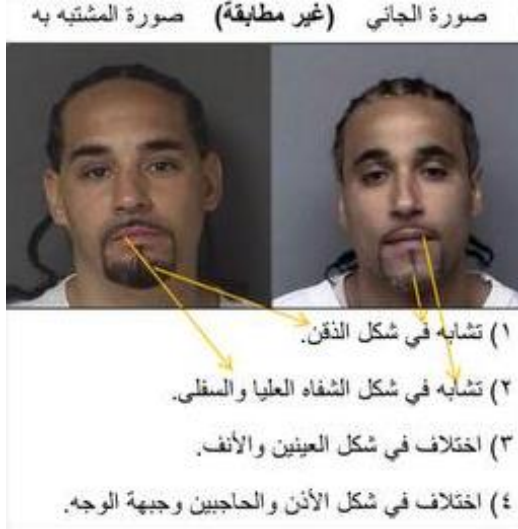 صورة الجاني (غير مطابقة) صورة المشتبه به
١) تشابه في شكل الذقن.
٢) تشابه في شكل الشفاه العليا والسفلى.
٣) اختلاف في شكل العينين والأنف.
٤) اختلاف في شكل الأذن والحاجبين وجبهة الوجه.